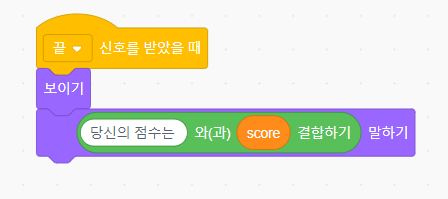 끝 신호를 받았을 때
보이기
당신의 점수는 와(과) score 결합하기 말하기